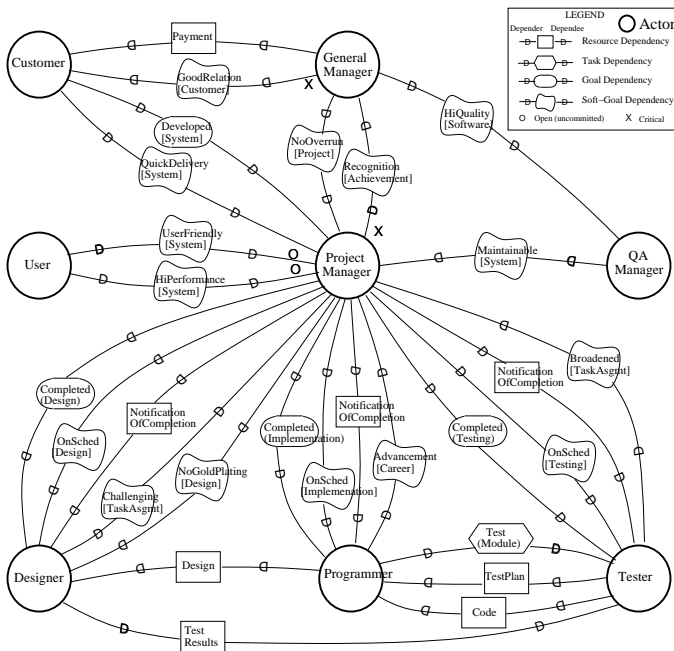 LEGEND
Depender Dependee
Actor
D D Resource Dependency
D D Task Dependency
D D Goal Dependency
D D Soft-Goal Dependency
O Open (uncommitted) X Critical
Customer
Payment
General
Manager
GoodRelation
[Customer]
X
HiQuality
[Software]
Developed
[System]
NoOverrun
[Project]
QuickDelivery
[System]
Recognition
[Achievement]
X
User
UserFriendly
[System]
O
O
HiPerformance
[System]
Project
Manager
Maintainable
[System]
QA
Manager
Completed
(Design)
OnSched
[Design]
Notification
OfCompletion
Challenging
[TaskAsgmt]
NoGoldPlating
[Design]
Completed
(Implementation)
OnSched
[Implemenation]
Notification
OfCompletion
Advancement
[Career]
Completed
(Testing)
Notification
OfCompletion
OnSched
[Testing]
Broadened
[TaskAsgmt]
Designer
Design
Programmer
Test
(Module)
TestPlan
Code
Tester
Test
Results